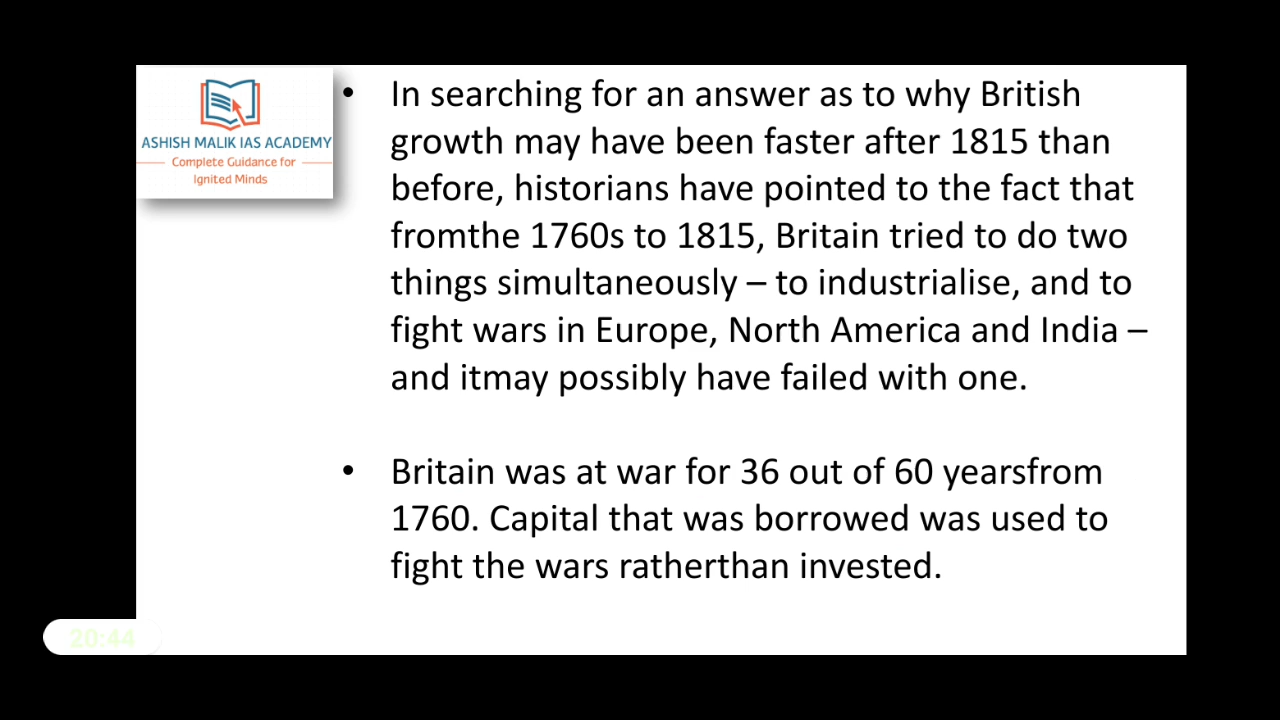 ASHISH MALIK IAS ACADEMY
Complete Guidance for
Ignited Minds
• In searching for an answer as to why British
growth may have been faster after 1815 than
before, historians have pointed to the fact that
fromthe 1760s to 1815, Britain tried to do two
things simultaneously – to industrialise, and to
fight wars in Europe, North America and India –
and itmay possibly have failed with one.
• Britain was at war for 36 out of 60 yearsfrom
1760. Capital that was borrowed was used to
fight the wars ratherthan invested.
20:44